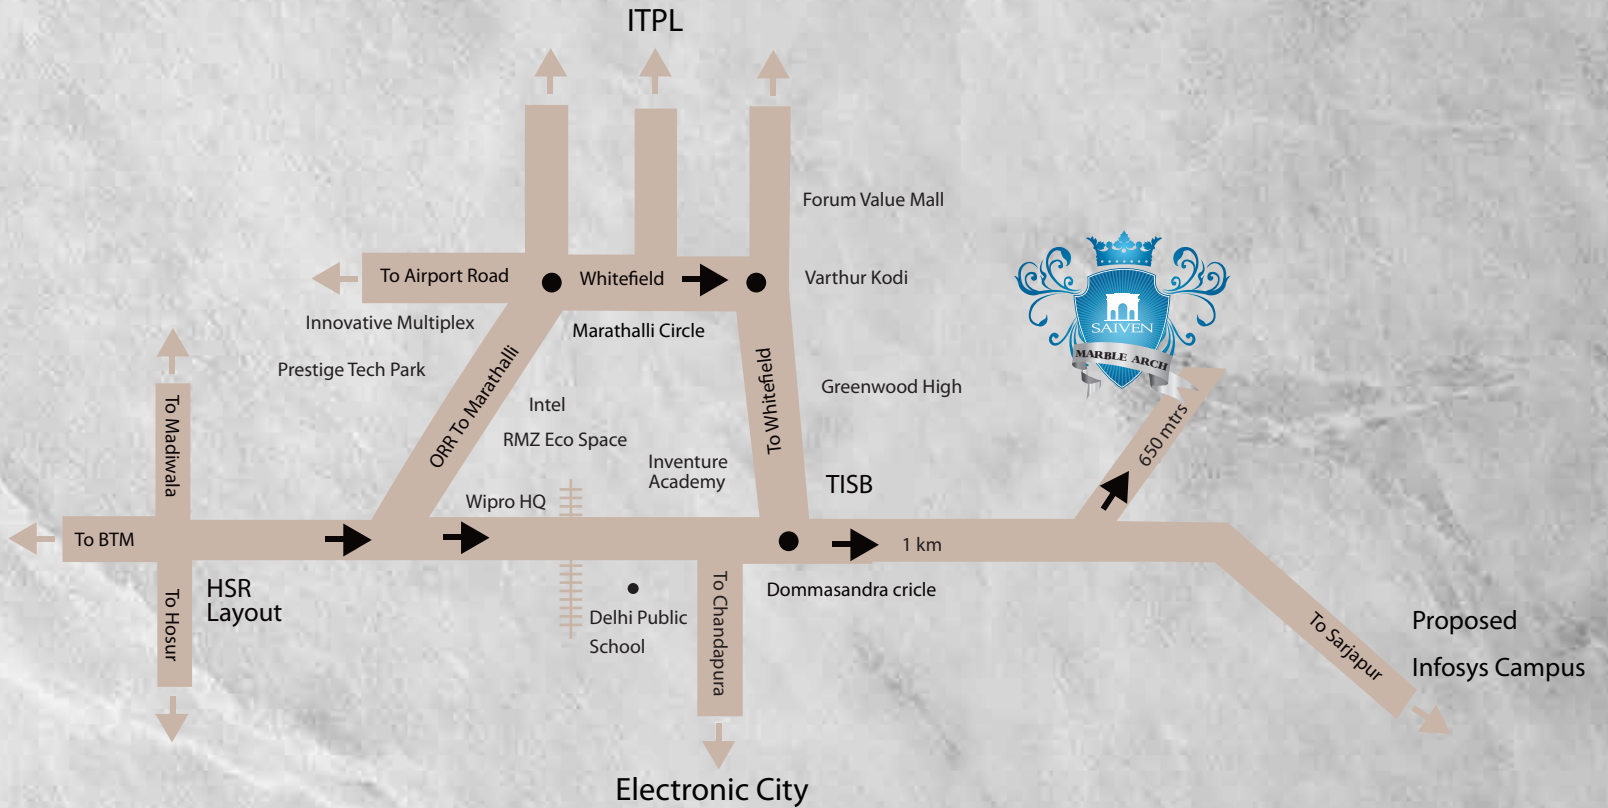 ITPL
Forum Value Mall
To Airport Road
Whitefield
Varthur Kodi
Innovative Multiplex
Marathalli Circle
SAIVEN
MARBLE ARCH
Prestige Tech Park
ORR To Marathalli
To Whitefield
Greenwood High
Intel
RMZ Eco Space
To Madiwala
650 mtrs
Inventure
Academy
TISB
Wipro HQ
To BTM
1 km
HSR
Layout
To Hosur
Delhi Public
School
To Chandapura
Dommasandra cricle
To Sarjapur
Proposed
Infosys Campus
Electronic City